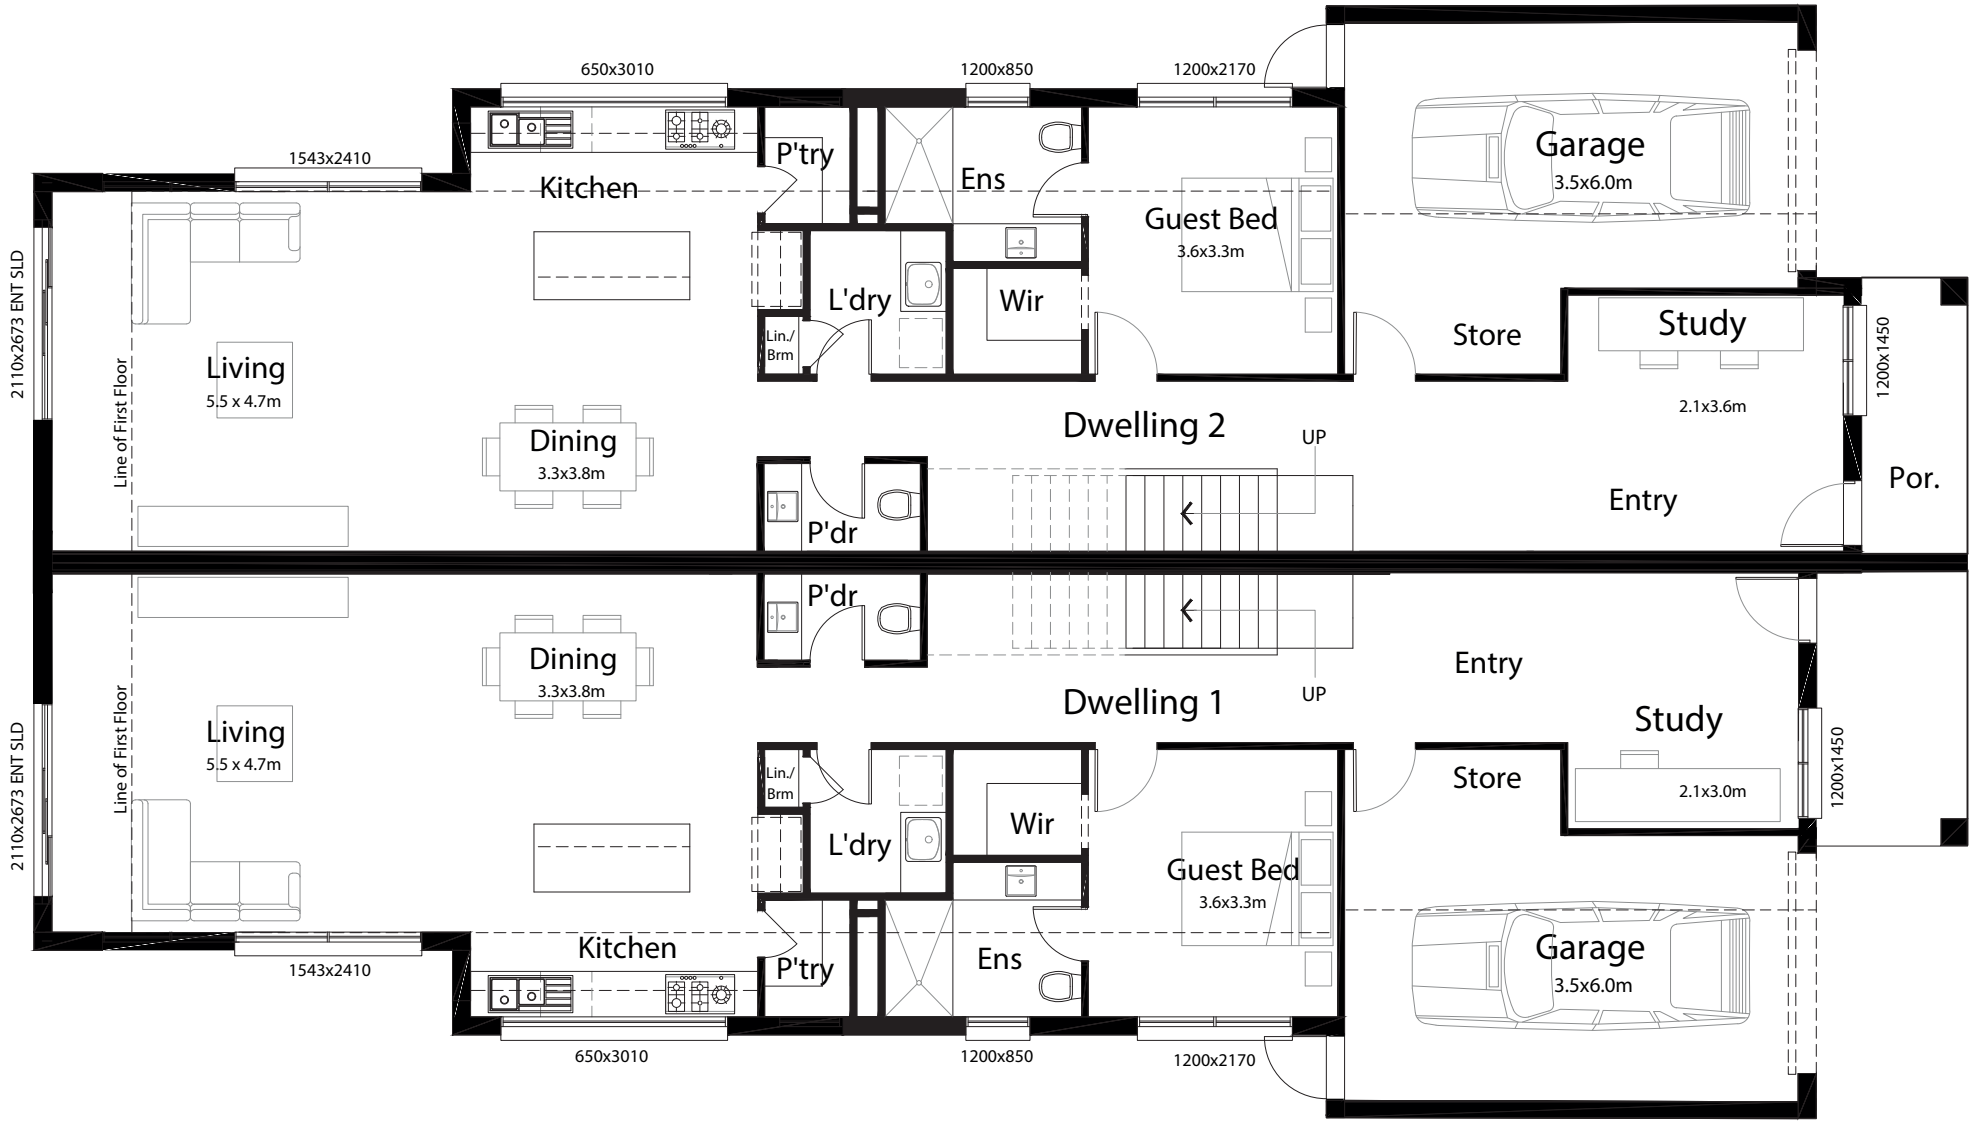 650x3010
1200x850
1200x2170
1543x2410
Kitchen
P'try
Ens
Guest Bed
3.6x3.3m
Garage
3.5x6.0m
2110x2673 ENT SLD
Line of First Floor
Living
5.5 x 4.7m
L'dry
Lin./
Brm
Wir
Store
Study
2.1x3.6m
1200x1450
Dining
3.3x3.8m
Dwelling 2
UP
Entry
Por.
P'dr
P'dr
Dining
3.3x3.8m
Dwelling 1
UP
Entry
Study
2.1x3.0m
1200x1450
2110x2673 ENT SLD
Line of First Floor
Living
5.5 x 4.7m
Lin./
Brm
L'dry
Wir
Store
Guest Bed
3.6x3.3m
Kitchen
P'try
Ens
Garage
3.5x6.0m
1543x2410
650x3010
1200x850
1200x2170